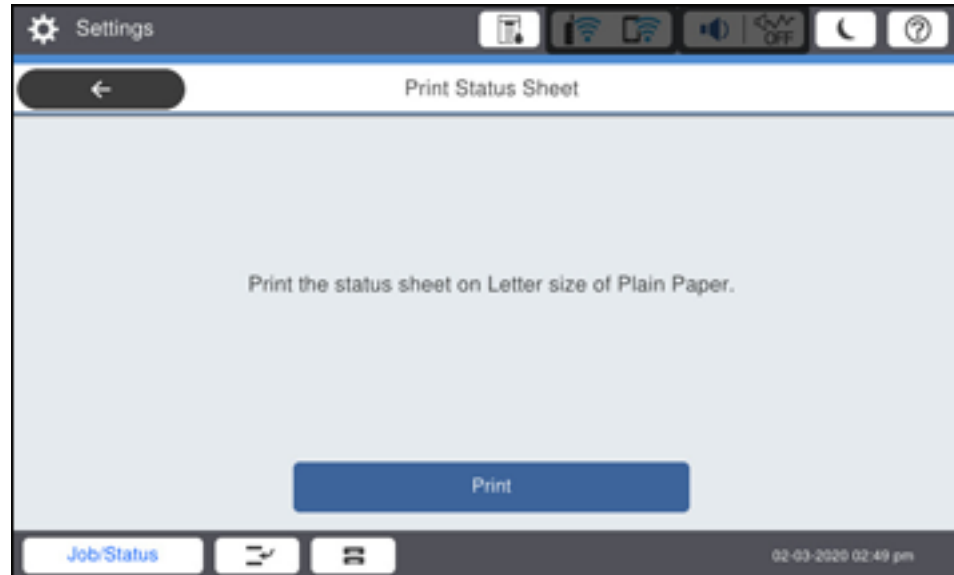 Settings
OFF
Print Status Sheet
Print the status sheet on Letter size of Plain Paper.
Print
Job/Status
02-03-2020 02:49 pm